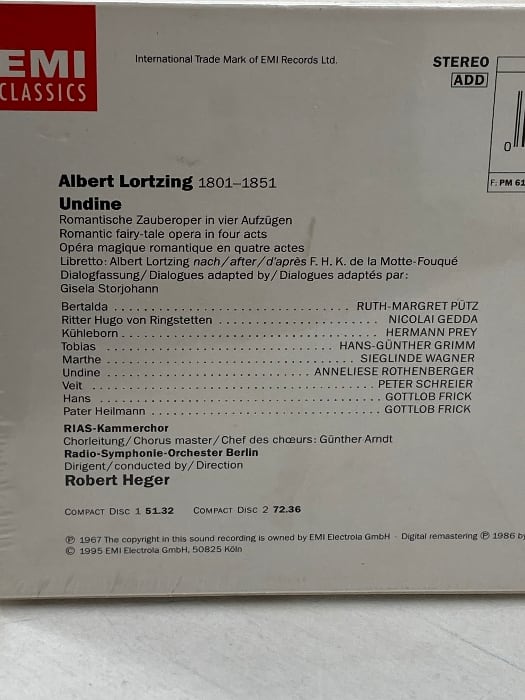 EMI
CLASSICS
International Trade Mark of EMI Records Ltd.
STEREO
ADD
0
F: PM 61
Albert Lortzing 1801–1851
Undine
Romantische Zauberoper in vier Aufzügen
Romantic fairy-tale opera in four acts
Opéra magique romantique en quatre actes
Libretto: Albert Lortzing nach/after/d'après F. H. K. de la Motte-Fouqué
Dialogfassung/Dialogues adapted by/Dialogues adaptés par:
Gisela Storjohann
Bertalda . . . . . . . . . . . . . . . . . . . . . . . . . . . . . . RUTH-MARGRET PÜTZ
Ritter Hugo von Ringstetten . . . . . . . . . . . . . . . . . . . . . . NICOLAI GEDDA
Kühleborn . . . . . . . . . . . . . . . . . . . . . . . . . . . . . . . . HERMANN PREY
Tobias . . . . . . . . . . . . . . . . . . . . . . . . . . . . . . HANS-GÜNTHER GRIMM
Marthe . . . . . . . . . . . . . . . . . . . . . . . . . . . . . . . SIEGLINDE WAGNER
Undine . . . . . . . . . . . . . . . . . . . . . . . . . . ANNELIESE ROTHENBERGER
Veit . . . . . . . . . . . . . . . . . . . . . . . . . . . . . . . . . . PETER SCHREIER
Hans . . . . . . . . . . . . . . . . . . . . . . . . . . . . . . . . . . GOTTLOB FRICK
Pater Heilmann . . . . . . . . . . . . . . . . . . . . . . . . . . . . GOTTLOB FRICK
RIAS-Kammerchor
Chorleitung/Chorus master/Chef des chœurs: Günther Arndt
Radio-Symphonie-Orchester Berlin
Dirigent/conducted by/Direction
Robert Heger
COMPACT DISC 1 51.32 COMPACT DISC 2 72.36
℗ 1967 The copyright in this sound recording is owned by EMI Electrola GmbH · Digital remastering ℗ 1986 by
© 1995 EMI Electrola GmbH, 50825 Köln